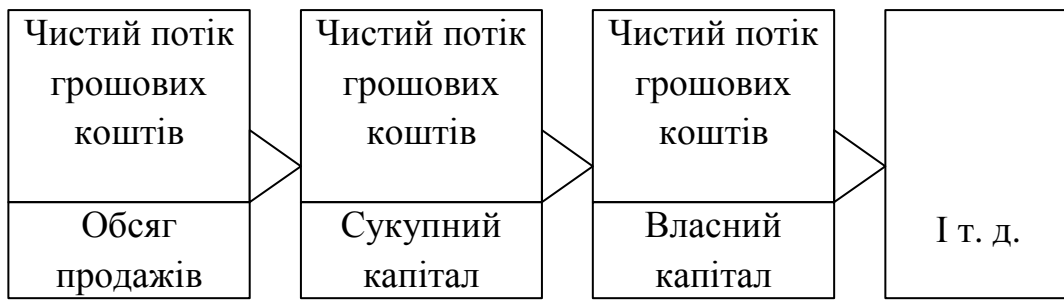 Чистий потік
грошових
коштів
Обсяг
продажів
Чистий потік
грошових
коштів
Сукупний
капітал
Чистий потік
грошових
коштів
Власний
капітал
І т. д.